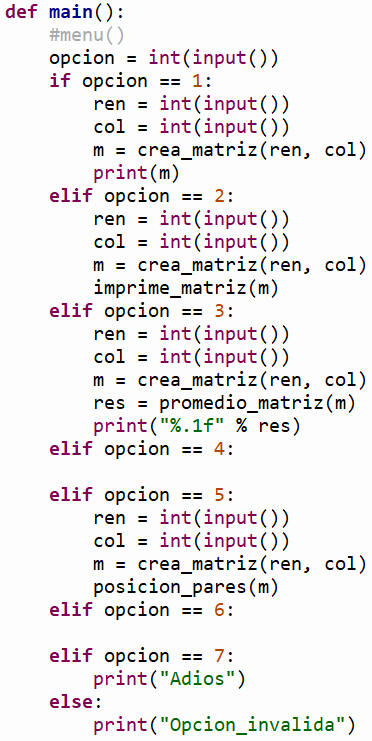 def main():
    #menu()
    opcion = int(input())
    if opcion == 1:
        ren = int(input())
        col = int(input())
        m = crea_matriz(ren, col)
        print(m)
    elif opcion == 2:
        ren = int(input())
        col = int(input())
        m = crea_matriz(ren, col)
        imprime_matriz(m)
    elif opcion == 3:
        ren = int(input())
        col = int(input())
        m = crea_matriz(ren, col)
        res = promedio_matriz(m)
        print("%.1f" % res)
    elif opcion == 4:

    elif opcion == 5:
        ren = int(input())
        col = int(input())
        m = crea_matriz(ren, col)
        posicion_pares(m)
    elif opcion == 6:

    elif opcion == 7:
        print("Adios")
    else:
        print("Opcion_invalida")